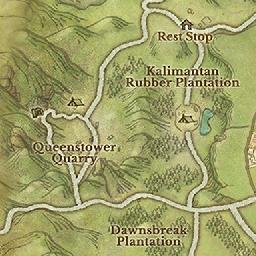 Rest Stop
Kalimantan
Rubber Plantation
Queenstower
Quarry
Dawnsbreak
Plantation